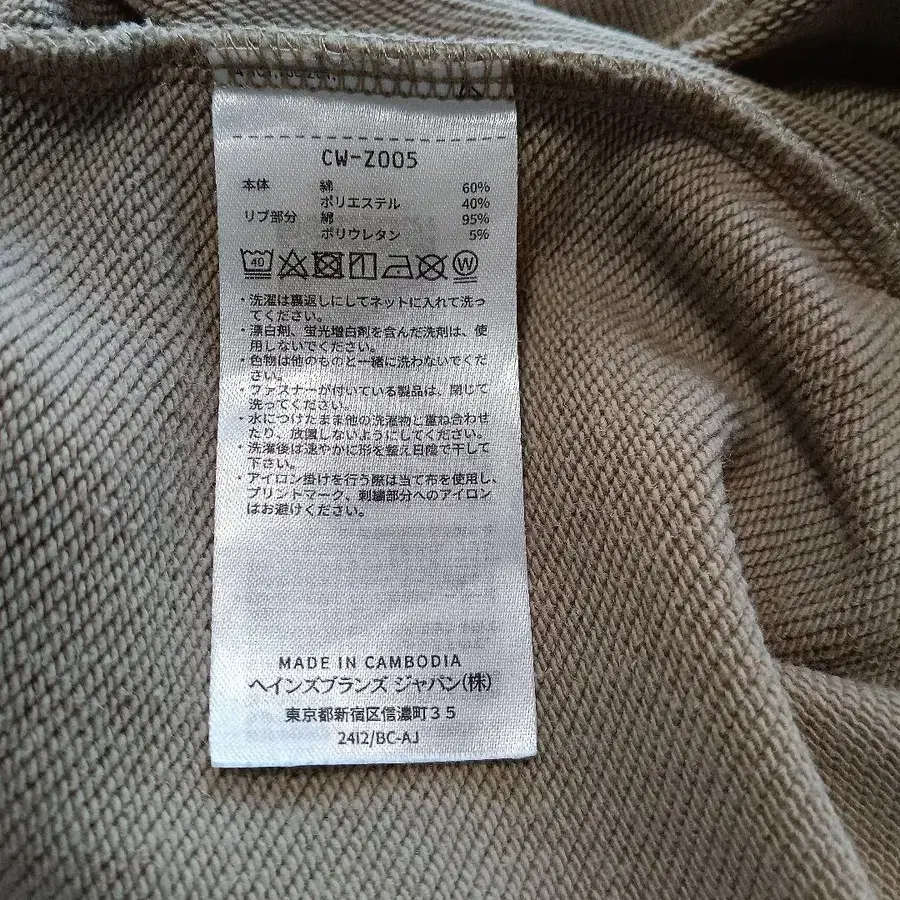 CW-Z005
本体 綿 60%
ポリエステル 40%
リブ部分 綿 95%
ポリウレタン 5%
40 W
・洗濯は裏返しにしてネットに入れて洗っ
てください。
・漂白剤、蛍光増白剤を含んだ洗剤は、使
用しないでください。
・色物は他のものと一緒に洗わないでくだ
さい。
・ファスナーが付いている製品は、閉じて
洗ってください。
・水につけたまま他の洗濯物と重ね合わせ
たり、放置しないようにしてください。
・洗濯後は速やかに形を整え日陰で干して
下さい。
・アイロン掛けを行う際は当て布を使用し、
プリントマーク、刺繍部分へのアイロン
はお避けください。
MADE IN CAMBODIA
ヘインズブランズ ジャパン(株)
東京都新宿区信濃町35
2412/BC-AJ